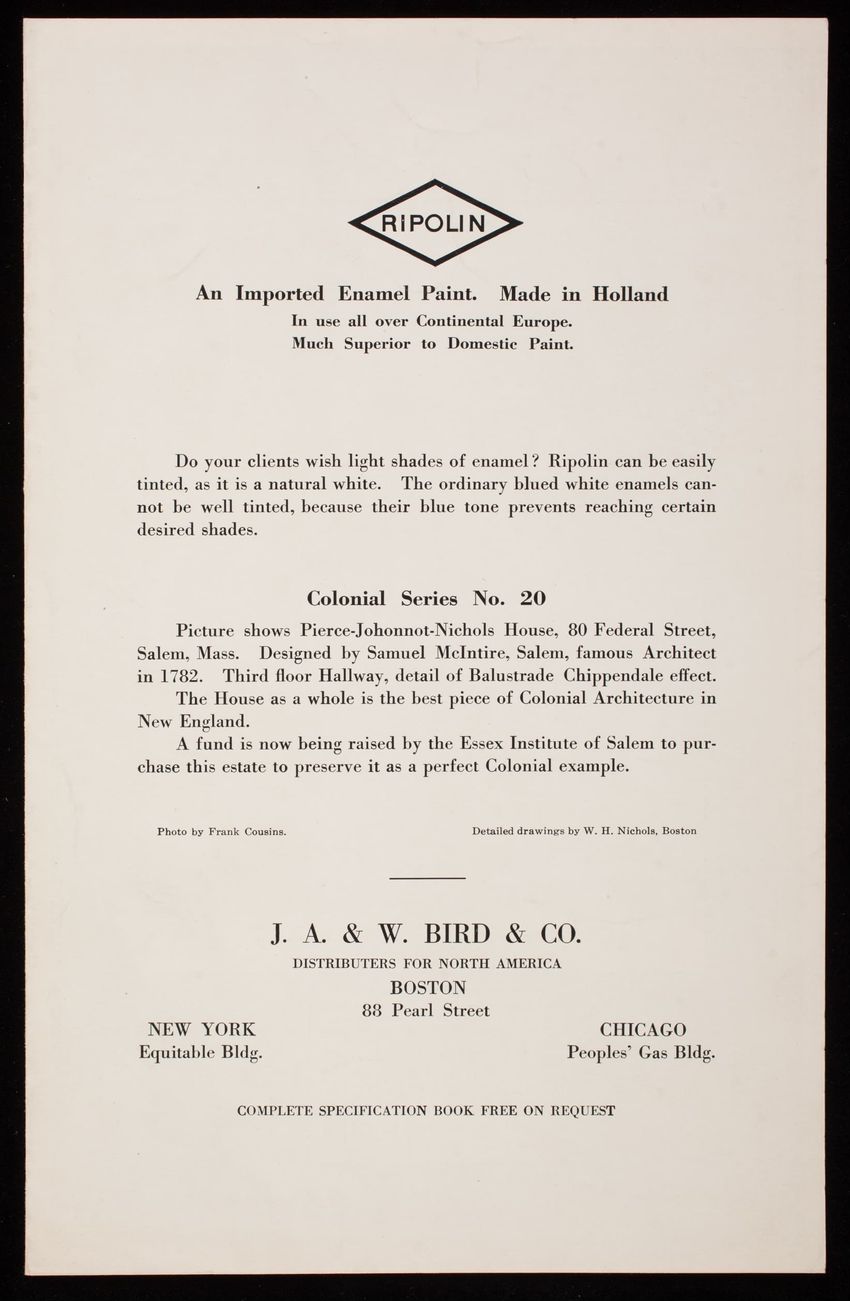 RIPOLIN
An Imported Enamel Paint. Made in Holland
In use all over Continental Europe.
Much Superior to Domestic Paint.
Do your clients wish light shades of enamel? Ripolin can be easily
tinted, as it is a natural white. The ordinary blued white enamels can-
not be well tinted, because their blue tone prevents reaching certain
desired shades.
Colonial Series No. 20
Picture shows Pierce-Johonnot-Nichols House, 80 Federal Street,
Salem, Mass. Designed by Samuel McIntire, Salem, famous Architect
in 1782. Third floor Hallway, detail of Balustrade Chippendale effect.
The House as a whole is the best piece of Colonial Architecture in
New England.
A fund is now being raised by the Essex Institute of Salem to pur-
chase this estate to preserve it as a perfect Colonial example.
Photo by Frank Cousins.
Detailed drawings by W. H. Nichols, Boston
J. A. & W. BIRD & CO.
DISTRIBUTERS FOR NORTH AMERICA
BOSTON
88 Pearl Street
NEW YORK
Equitable Bldg.
CHICAGO
Peoples' Gas Bldg.
COMPLETE SPECIFICATION BOOK FREE ON REQUEST